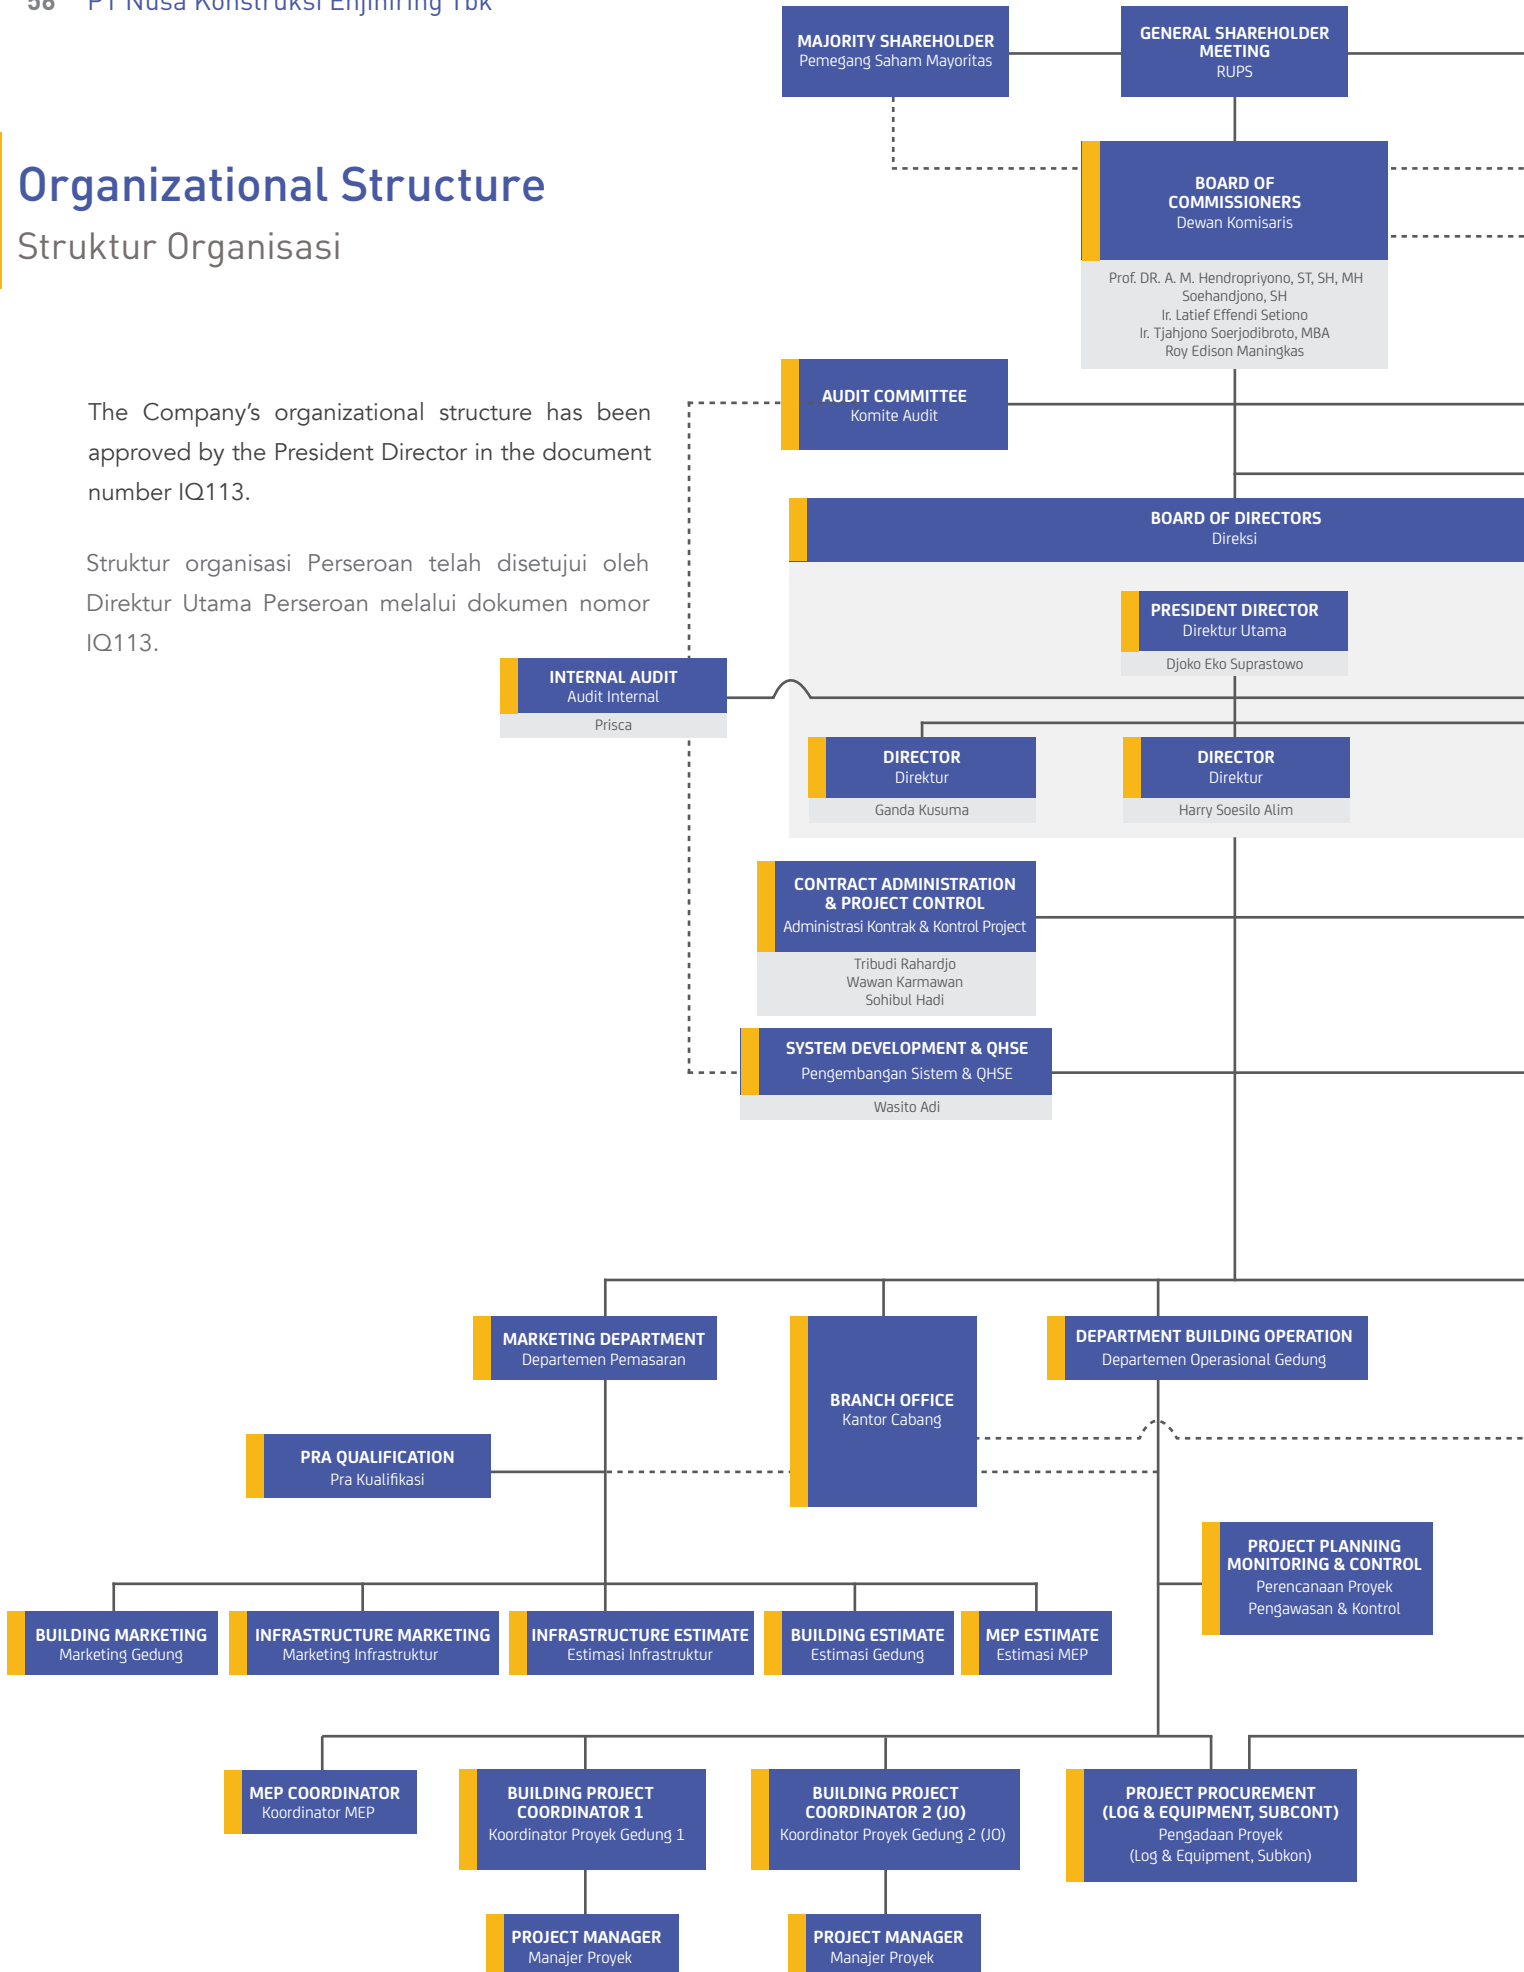 56 PT Nusa Konstruksi Enjiniring Tbk
Organizational Structure
Struktur Organisasi
The Company’s organizational structure has been
approved by the President Director in the document
number IQ113.
Struktur organisasi Perseroan telah disetujui oleh
Direktur Utama Perseroan melalui dokumen nomor
IQ113.
MAJORITY SHAREHOLDER
Pemegang Saham Mayoritas
GENERAL SHAREHOLDER
MEETING
RUPS
BOARD OF
COMMISSIONERS
Dewan Komisaris
Prof. DR. A. M. Hendropriyono, ST, SH, MH
Soehandjono, SH
Ir. Latief Effendi Setiono
Ir. Tjahjono Soerjodibroto, MBA
Roy Edison Maningkas
AUDIT COMMITTEE
Komite Audit
BOARD OF DIRECTORS
Direksi
PRESIDENT DIRECTOR
Direktur Utama
Djoko Eko Suprastowo
INTERNAL AUDIT
Audit Internal
Prisca
DIRECTOR
Direktur
Ganda Kusuma
DIRECTOR
Direktur
Harry Soesilo Alim
CONTRACT ADMINISTRATION
& PROJECT CONTROL
Administrasi Kontrak & Kontrol Project
Tribudi Rahardjo
Wawan Karmawan
Sohibul Hadi
SYSTEM DEVELOPMENT & QHSE
Pengembangan Sistem & QHSE
Wasito Adi
MARKETING DEPARTMENT
Departemen Pemasaran
BRANCH OFFICE
Kantor Cabang
DEPARTMENT BUILDING OPERATION
Departemen Operasional Gedung
PRA QUALIFICATION
Pra Kualifikasi
PROJECT PLANNING
MONITORING & CONTROL
Perencanaan Proyek
Pengawasan & Kontrol
BUILDING MARKETING
Marketing Gedung
INFRASTRUCTURE MARKETING
Marketing Infrastruktur
INFRASTRUCTURE ESTIMATE
Estimasi Infrastruktur
BUILDING ESTIMATE
Estimasi Gedung
MEP ESTIMATE
Estimasi MEP
MEP COORDINATOR
Koordinator MEP
BUILDING PROJECT
COORDINATOR 1
Koordinator Proyek Gedung 1
BUILDING PROJECT
COORDINATOR 2 (JO)
Koordinator Proyek Gedung 2 (JO)
PROJECT PROCUREMENT
(LOG & EQUIPMENT, SUBCONT)
Pengadaan Proyek
(Log & Equipment, Subkon)
PROJECT MANAGER
Manajer Proyek
PROJECT MANAGER
Manajer Proyek